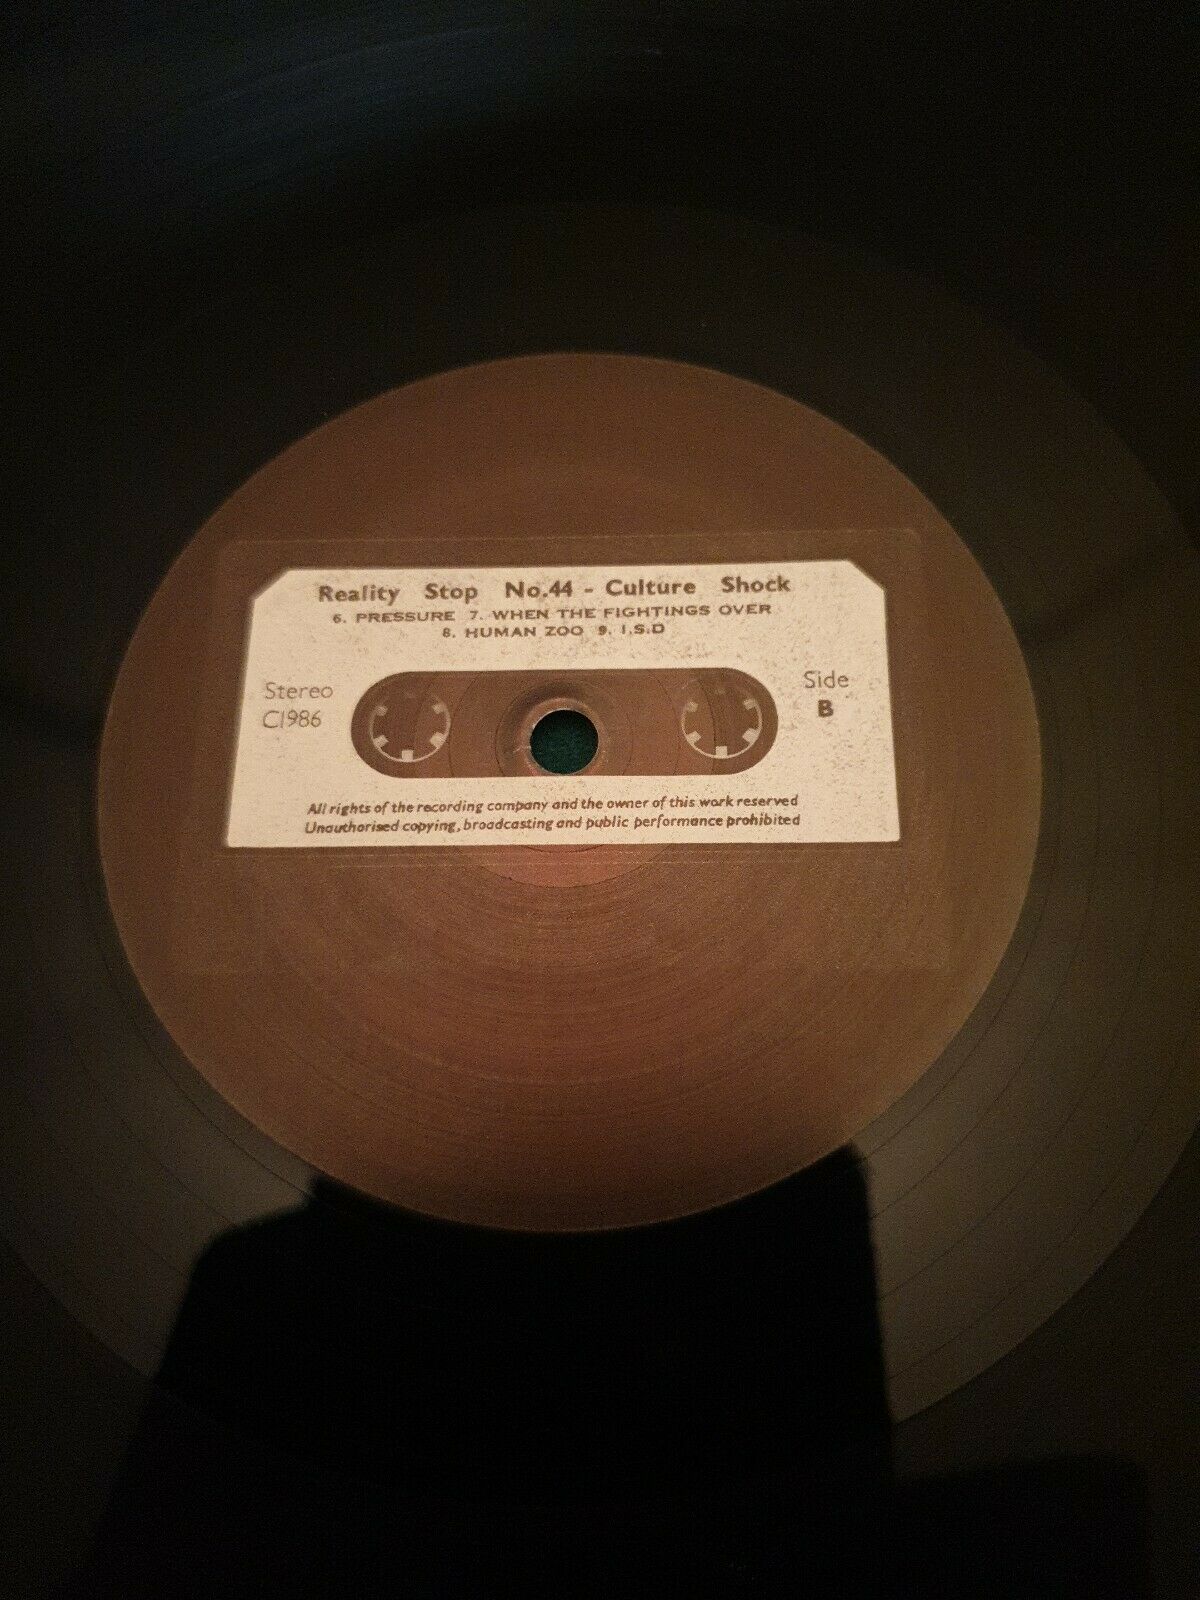 Reality Stop No.44 - Culture Shock
6. PRESSURE 7. WHEN THE FIGHTINGS OVER
8. HUMAN ZOO 9. I.S.D
Stereo
C1986
Side
B
All rights of the recording company and the owner of this work reserved
Unauthorised copying, broadcasting and public performance prohibited